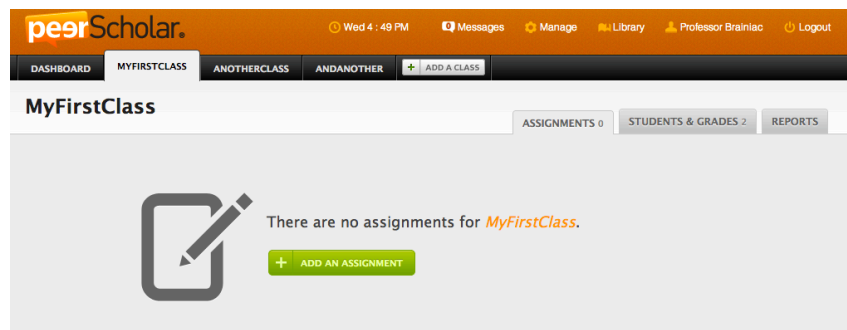 peerScholar.
Wed 4 : 49 PM 0 Messages Manage Library Professor Brainiac Logout
DASHBOARD MYFIRSTCLASS ANOTHERCLASS ANDANOTHER + ADD A CLASS
MyFirstClass
ASSIGNMENTS 0 STUDENTS & GRADES 2 REPORTS
There are no assignments for MyFirstClass.
+ ADD AN ASSIGNMENT